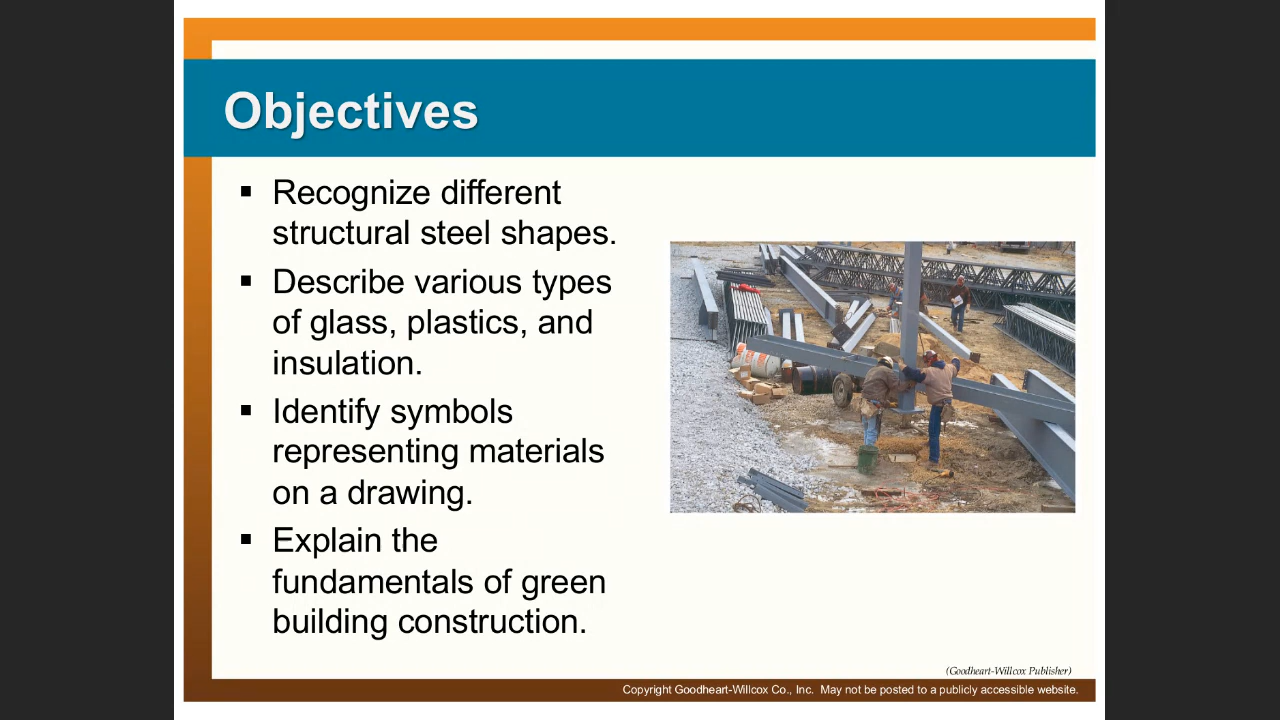 Objectives
▪ Recognize different
structural steel shapes.
▪ Describe various types
of glass, plastics, and
insulation.
▪ Identify symbols
representing materials
on a drawing.
▪ Explain the
fundamentals of green
building construction.
(Goodheart-Willcox Publisher)
Copyright Goodheart-Willcox Co., Inc.  May not be posted to a publicly accessible website.